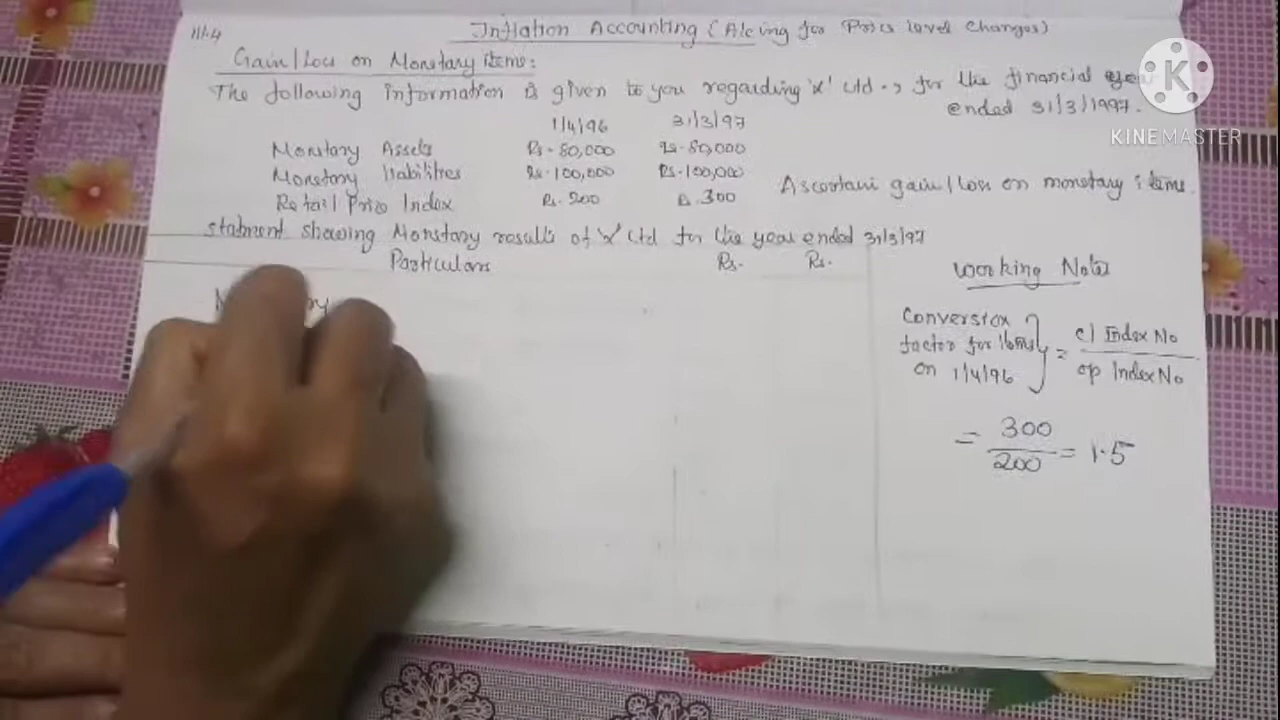 Ill-4
Inflation Accounting (A/cing for Price level Changes)
Gain/Loss on Monetary items:
The following information is given to you regarding 'x' Ltd., for the financial
ended 31/3/1997.
1/4/96 31/3/97
Monetary Assets Rs. 80,000 Rs. 80,000
Monetary liabilities Rs. 100,000 Rs. 100,000
Retail Price Index Rs. 200 Rs. 300
Ascertain gain/loss on monetary items.
statment showing Monetary results of 'x' Ltd for the year ended 31/3/97
Particulars Rs. Rs.
Working Notes
Conversion
factor for items
on 1/4/96
= cl Index No
op Index No
= 300
200
= 1.5
K
KINEMASTER